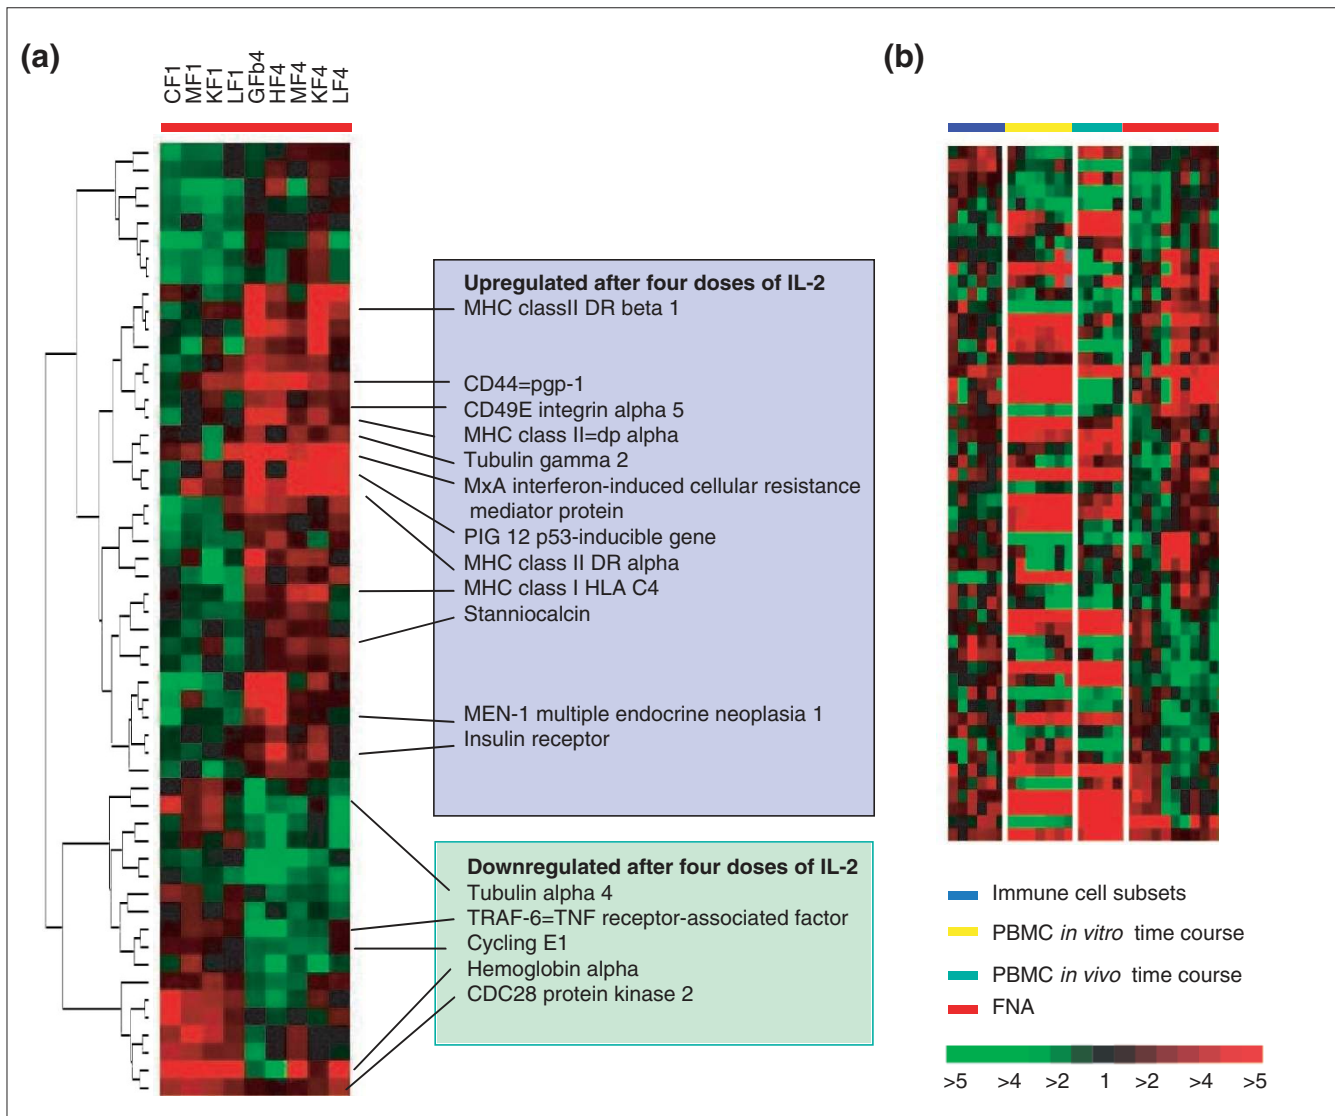 (a)
CF1
MF1
KF1
LF1
GFb4
HF4
MF4
KF4
LF4
Upregulated after four doses of IL-2
MHC classII DR beta 1
CD44=pgp-1
CD49E integrin alpha 5
MHC class II=dp alpha
Tubulin gamma 2
MxA interferon-induced cellular resistance
mediator protein
PIG 12 p53-inducible gene
MHC class II DR alpha
MHC class I HLA C4
Stanniocalcin
MEN-1 multiple endocrine neoplasia 1
Insulin receptor
Downregulated after four doses of IL-2
Tubulin alpha 4
TRAF-6=TNF receptor-associated factor
Cycling E1
Hemoglobin alpha
CDC28 protein kinase 2
(b)
Immune cell subsets
PBMC in vitro time course
PBMC in vivo time course
FNA
>5 >4 >2 1 >2 >4 >5